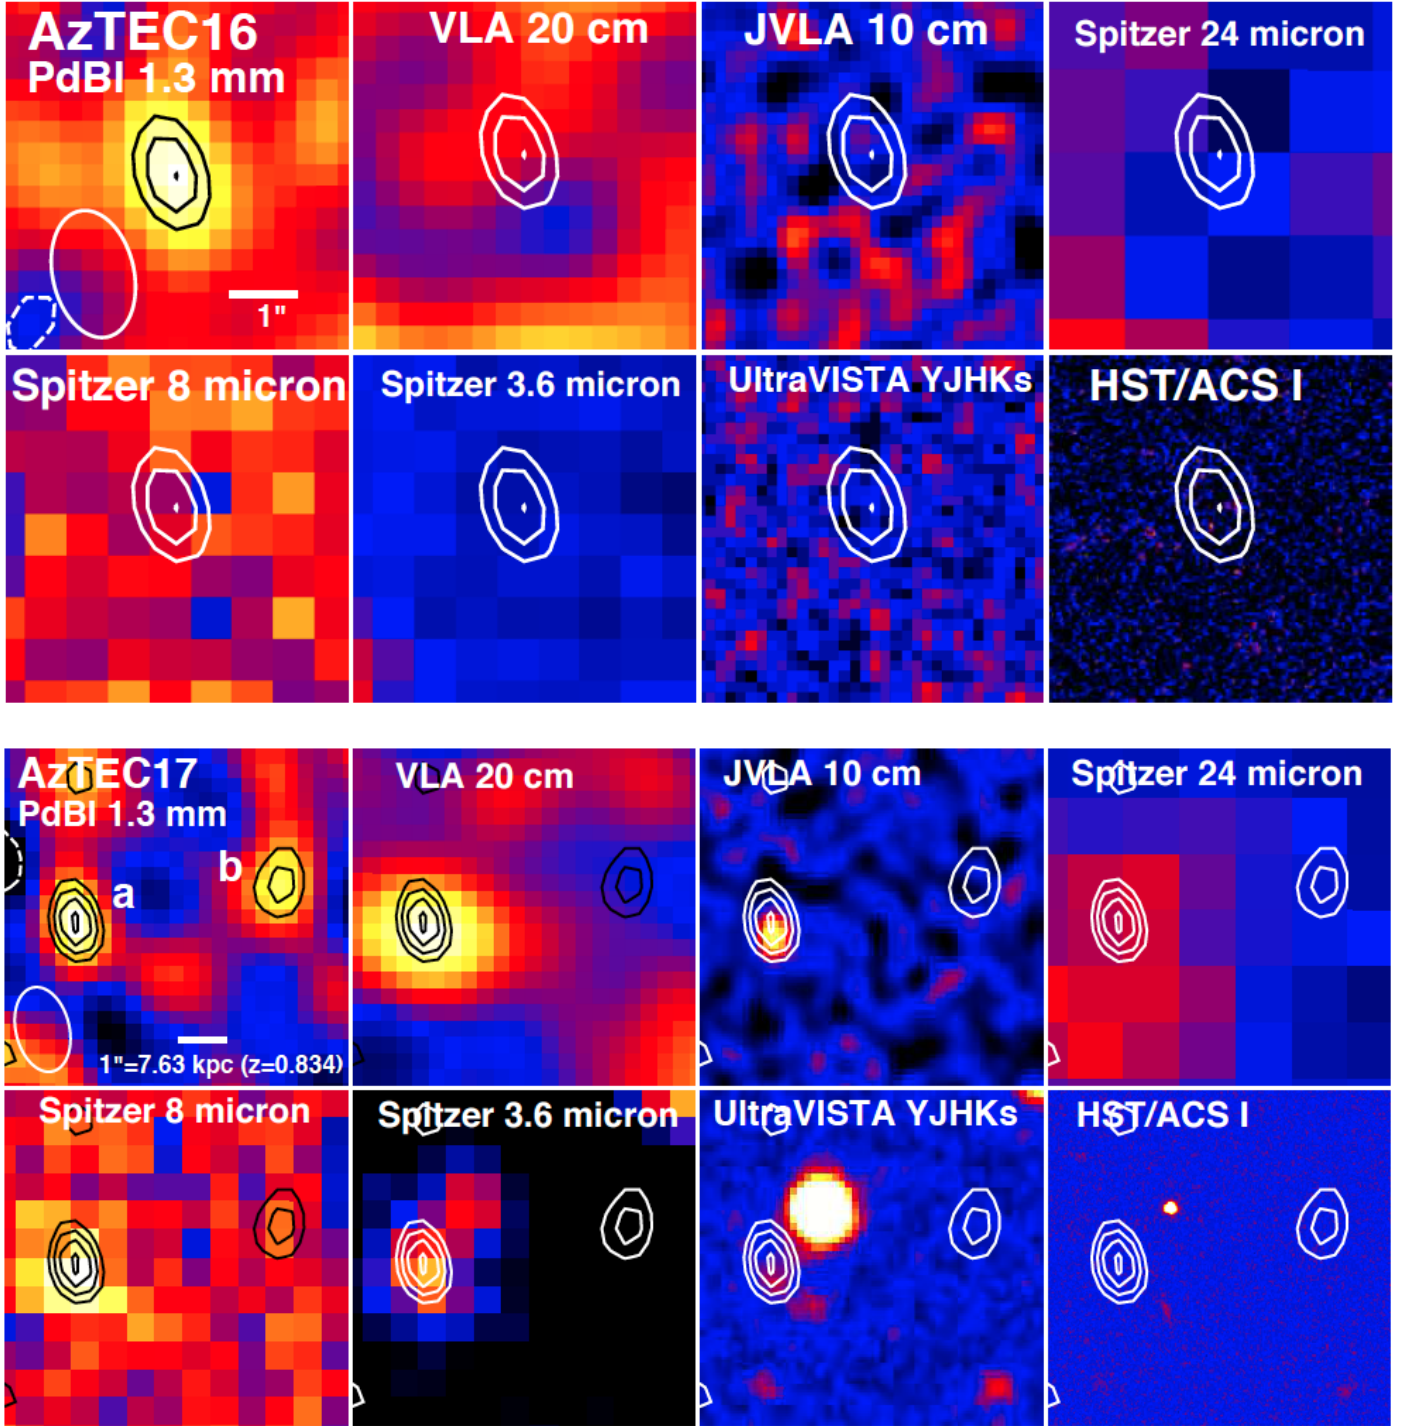 AzTEC16
PdBI 1.3 mm
1"
VLA 20 cm
JVLA 10 cm
Spitzer 24 micron
Spitzer 8 micron
Spitzer 3.6 micron
UltraVISTA YJHKs
HST/ACS I
AzTEC17
PdBI 1.3 mm
a
b
1"=7.63 kpc (z=0.834)
VLA 20 cm
JVLA 10 cm
Spitzer 24 micron
Spitzer 8 micron
Spitzer 3.6 micron
UltraVISTA YJHKs
HST/ACS I